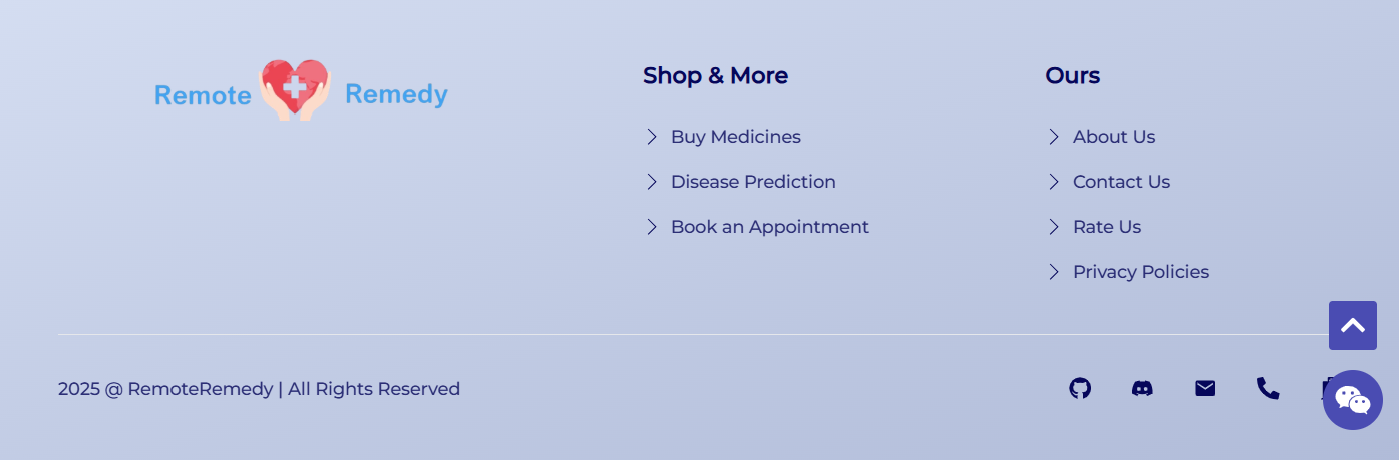 Remote Remedy
Shop & More
Buy Medicines
Disease Prediction
Book an Appointment
Ours
About Us
Contact Us
Rate Us
Privacy Policies
2025 @ RemoteRemedy | All Rights Reserved